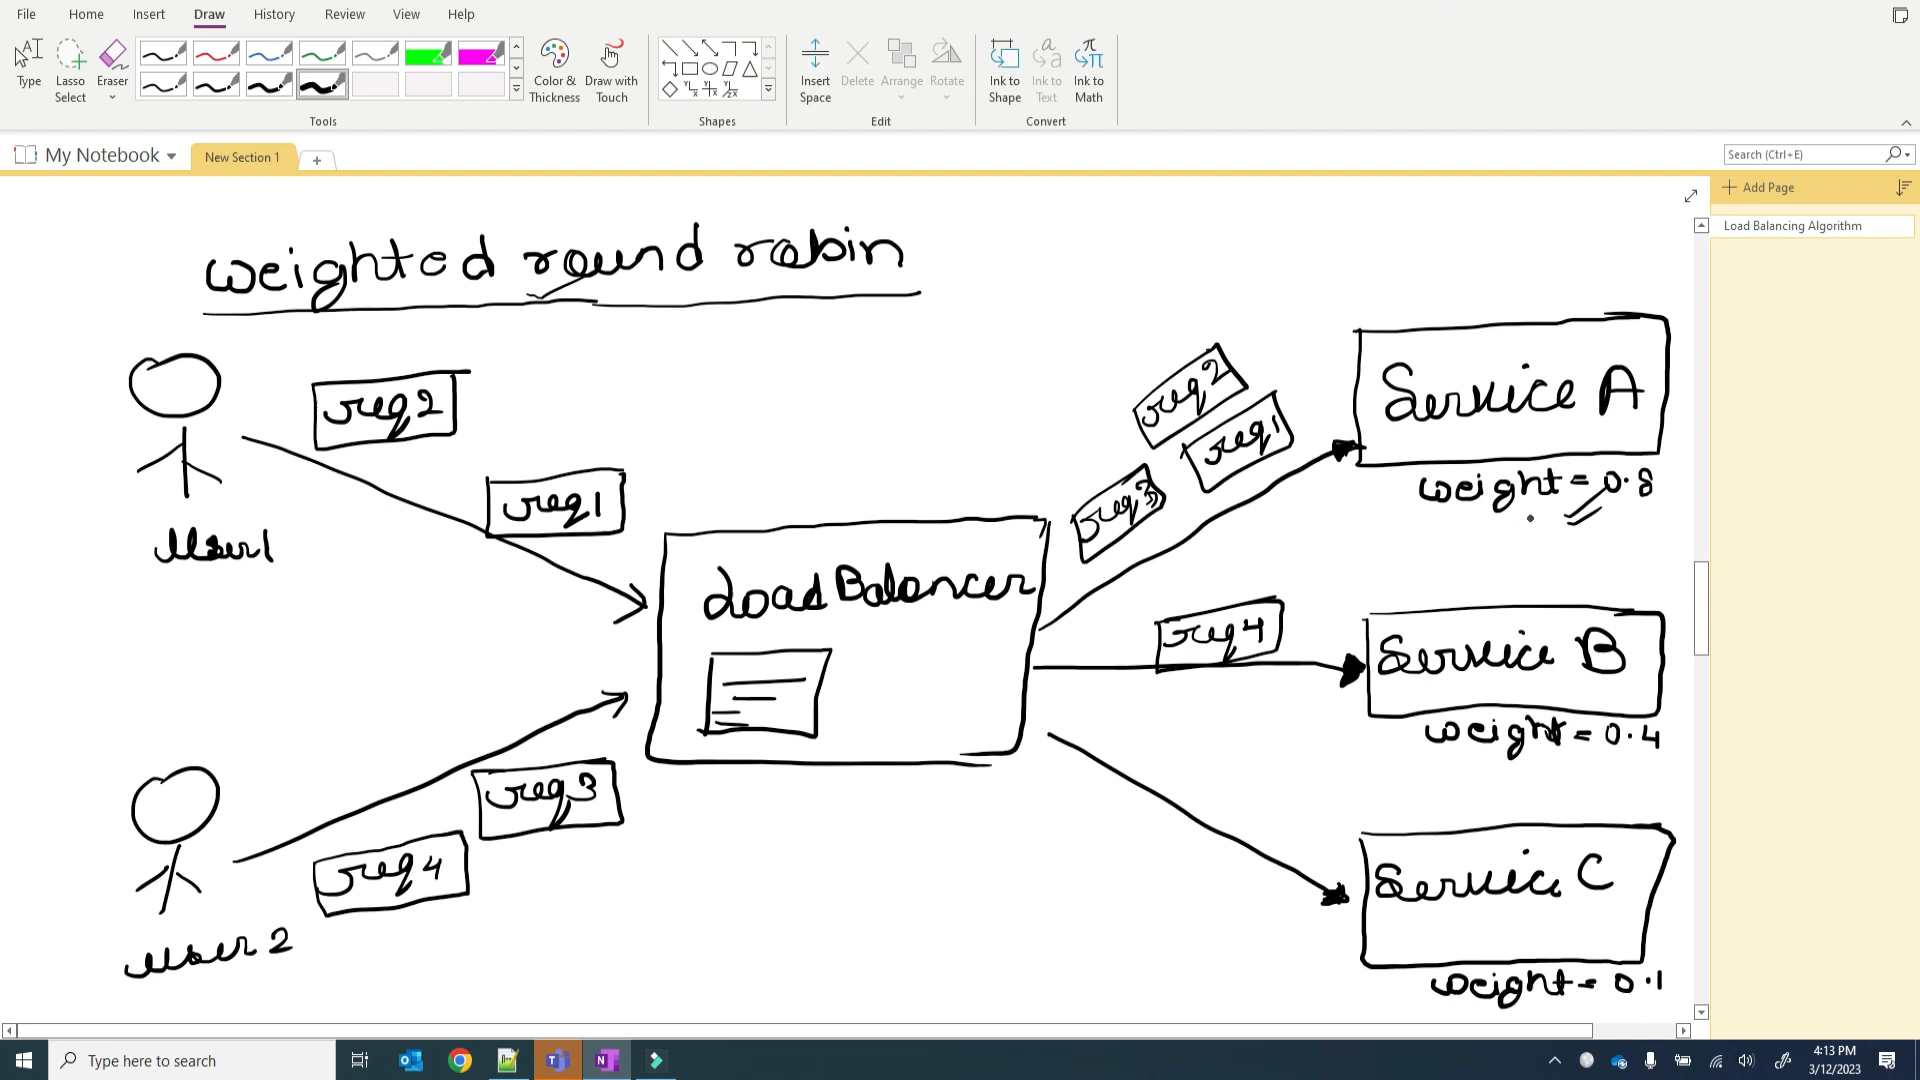 File Home Insert Draw History Review View Help
Type
Lasso Select
Eraser
Color & Thickness
Draw with Touch
Insert Space
Delete
Arrange
Rotate
Ink to Shape
Ink to Text
Ink to Math
Tools
Shapes
Edit
Convert
My Notebook
New Section 1
Search (Ctrl+E)
Add Page
Load Balancing Algorithm
weighted round robin
req2
req1
User1
req2
req1
req3
Service A
weight = 0.8
Load Balancer
req4
Service B
weight = 0.4
req3
req4
User 2
Service C
weight = 0.1
Type here to search
4:13 PM
3/12/2023